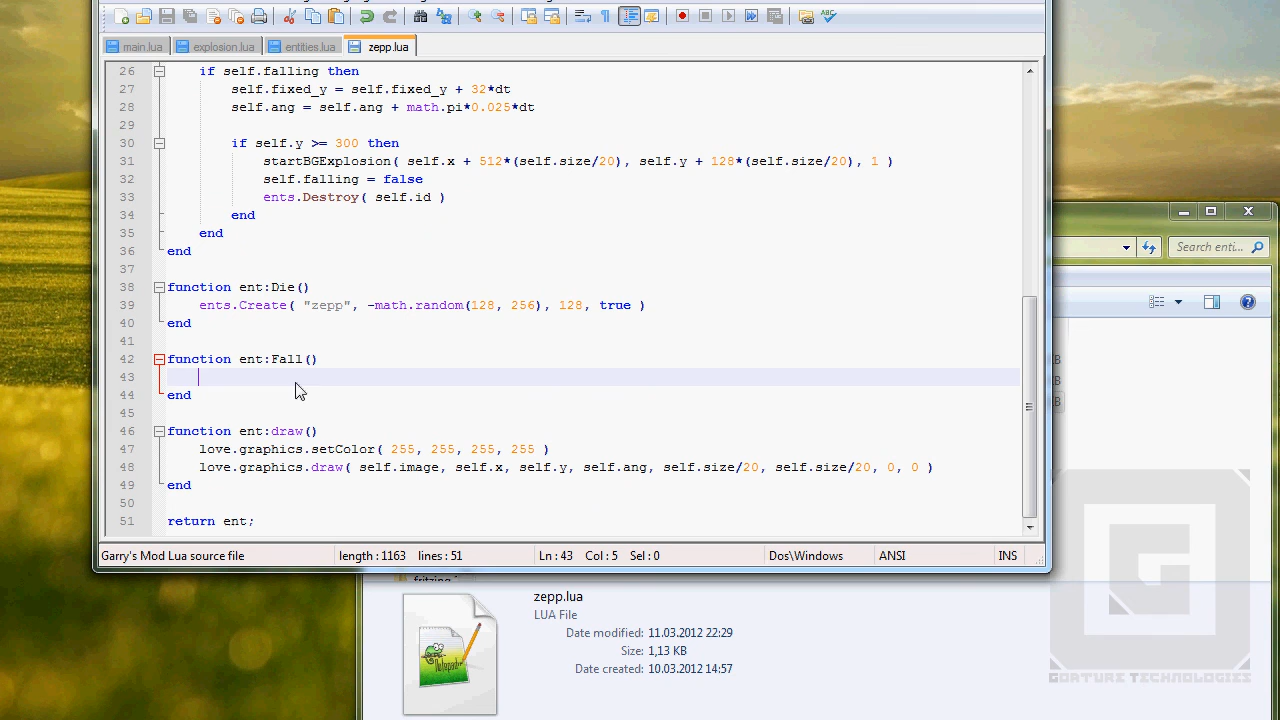 main.lua explosion.lua entities.lua zepp.lua
26 if self.falling then
27 self.fixed_y = self.fixed_y + 32*dt
28 self.ang = self.ang + math.pi*0.025*dt
29
30 if self.y >= 300 then
31 startBGExplosion( self.x + 512*(self.size/20), self.y + 128*(self.size/20), 1 )
32 self.falling = false
33 ents.Destroy( self.id )
34 end
35 end
36 end
37
38 function ent:Die()
39 ents.Create( "zepp", -math.random(128, 256), 128, true )
40 end
41
42 function ent:Fall()
43
44 end
45
46 function ent:draw()
47 love.graphics.setColor( 255, 255, 255, 255 )
48 love.graphics.draw( self.image, self.x, self.y, self.ang, self.size/20, self.size/20, 0, 0 )
49 end
50
51 return ent;
Garry's Mod Lua source file length : 1163 lines : 51 Ln : 43 Col : 5 Sel : 0 Dos\Windows ANSI INS
Search enti...
B
B
B
zepp.lua
LUA File
Date modified: 11.03.2012 22:29
Size: 1,13 KB
Date created: 10.03.2012 14:57
Notepad
GORTURE TECHNOLOGIES